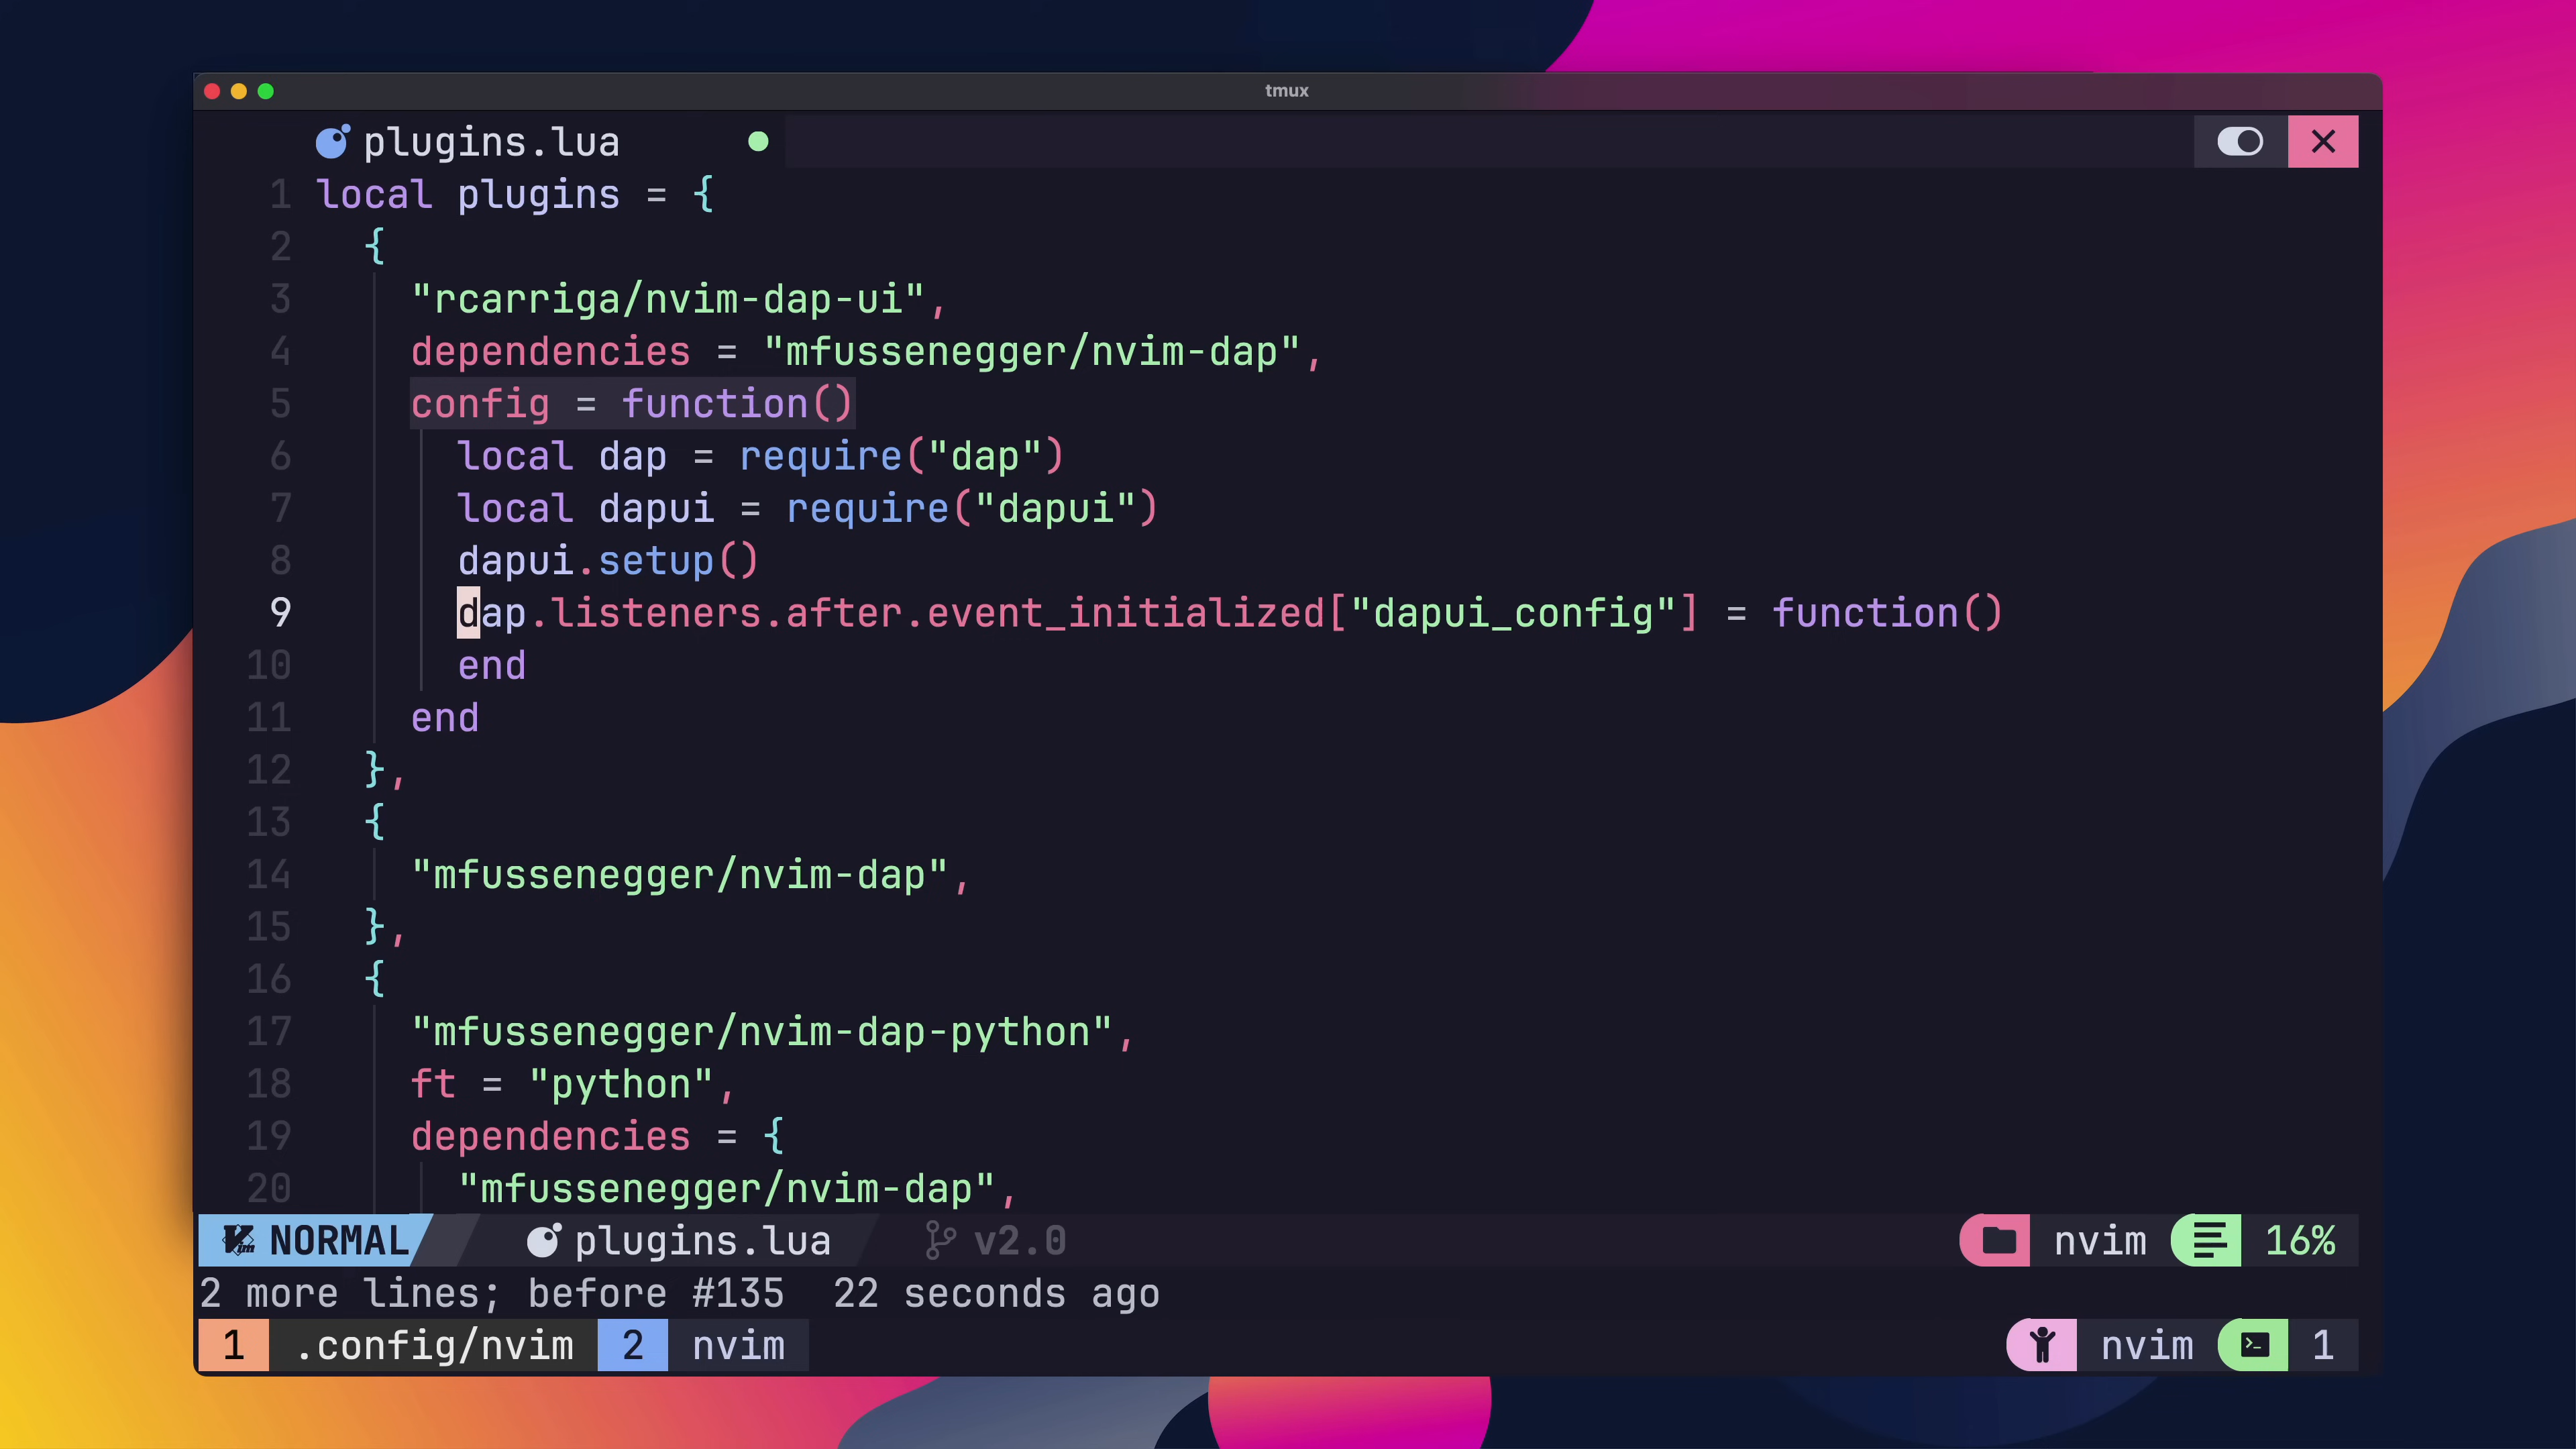 tmux
plugins.lua
1 local plugins = {
2 {
3 "rcarriga/nvim-dap-ui",
4 dependencies = "mfussenegger/nvim-dap",
5 config = function()
6 local dap = require("dap")
7 local dapui = require("dapui")
8 dapui.setup()
9 dap.listeners.after.event_initialized["dapui_config"] = function()
10 end
11 end
12 },
13 {
14 "mfussenegger/nvim-dap",
15 },
16 {
17 "mfussenegger/nvim-dap-python",
18 ft = "python",
19 dependencies = {
20 "mfussenegger/nvim-dap",
NORMAL plugins.lua v2.0 nvim 16%
2 more lines; before #135 22 seconds ago
1 .config/nvim 2 nvim nvim 1